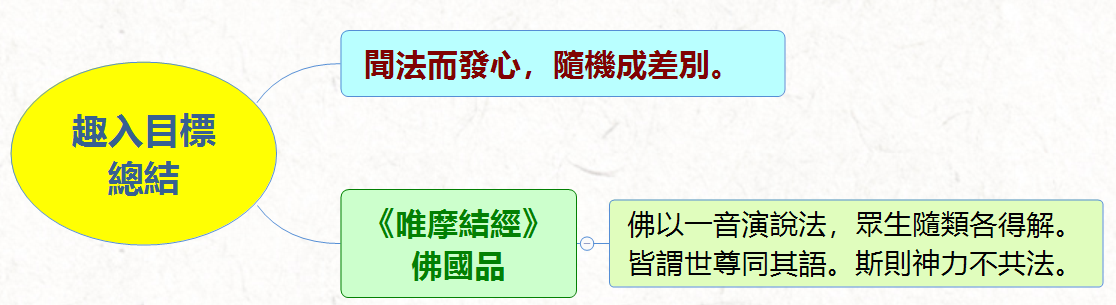 趣入目標
總結
聞法而發心，隨機成差別。
《唯摩結經》
佛國品
佛以一音演說法，眾生隨類各得解。
皆謂世尊同其語。斯則神力不共法。